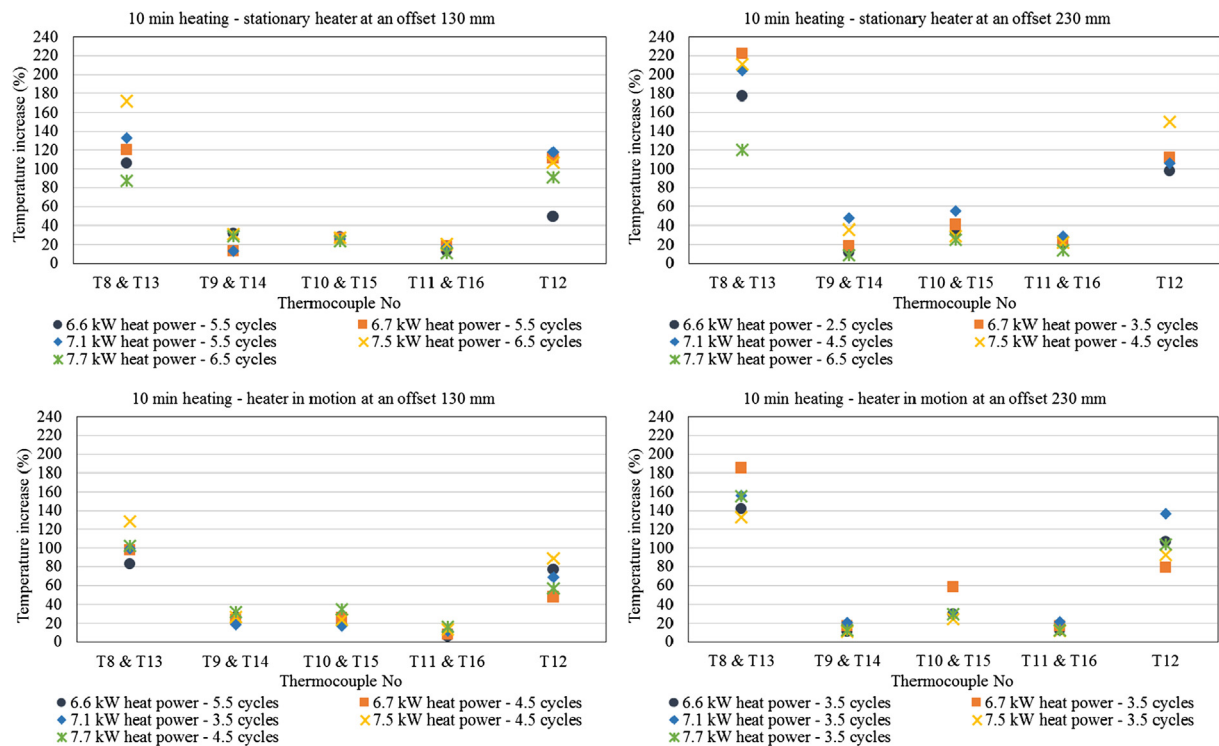 10 min heating - stationary heater at an offset 130 mm
240
220
200
180
160
140
120
100
80
60
40
20
0
Temperature increase (%)
T8 & T13 T9 & T14 T10 & T15 T11 & T16 T12
Thermocouple No
6.6 kW heat power - 5.5 cycles 6.7 kW heat power - 5.5 cycles
7.1 kW heat power - 5.5 cycles 7.5 kW heat power - 6.5 cycles
7.7 kW heat power - 6.5 cycles
10 min heating - stationary heater at an offset 230 mm
240
220
200
180
160
140
120
100
80
60
40
20
0
Temperature increase (%)
T8 & T13 T9 & T14 T10 & T15 T11 & T16 T12
Thermocouple No
6.6 kW heat power - 2.5 cycles 6.7 kW heat power - 3.5 cycles
7.1 kW heat power - 4.5 cycles 7.5 kW heat power - 4.5 cycles
7.7 kW heat power - 6.5 cycles
10 min heating - heater in motion at an offset 130 mm
240
220
200
180
160
140
120
100
80
60
40
20
0
Temperature increase (%)
T8 & T13 T9 & T14 T10 & T15 T11 & T16 T12
Thermocouple No
6.6 kW heat power - 5.5 cycles 6.7 kW heat power - 4.5 cycles
7.1 kW heat power - 3.5 cycles 7.5 kW heat power - 4.5 cycles
7.7 kW heat power - 4.5 cycles
10 min heating - heater in motion at an offset 230 mm
240
220
200
180
160
140
120
100
80
60
40
20
0
Temperature increase (%)
T8 & T13 T9 & T14 T10 & T15 T11 & T16 T12
Thermocouple No
6.6 kW heat power - 3.5 cycles 6.7 kW heat power - 3.5 cycles
7.1 kW heat power - 3.5 cycles 7.5 kW heat power - 3.5 cycles
7.7 kW heat power - 3.5 cycles